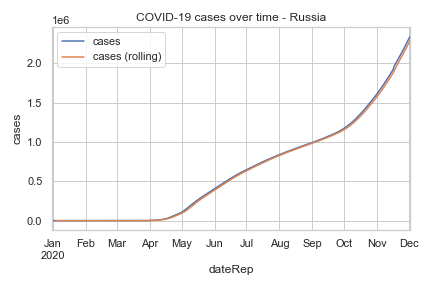 COVID-19 cases over time - Russia
1e6
cases
cases (rolling)
2.0
1.5
1.0
0.5
0.0
cases
Jan Feb Mar Apr May Jun Jul Aug Sep Oct Nov Dec
2020
dateRep